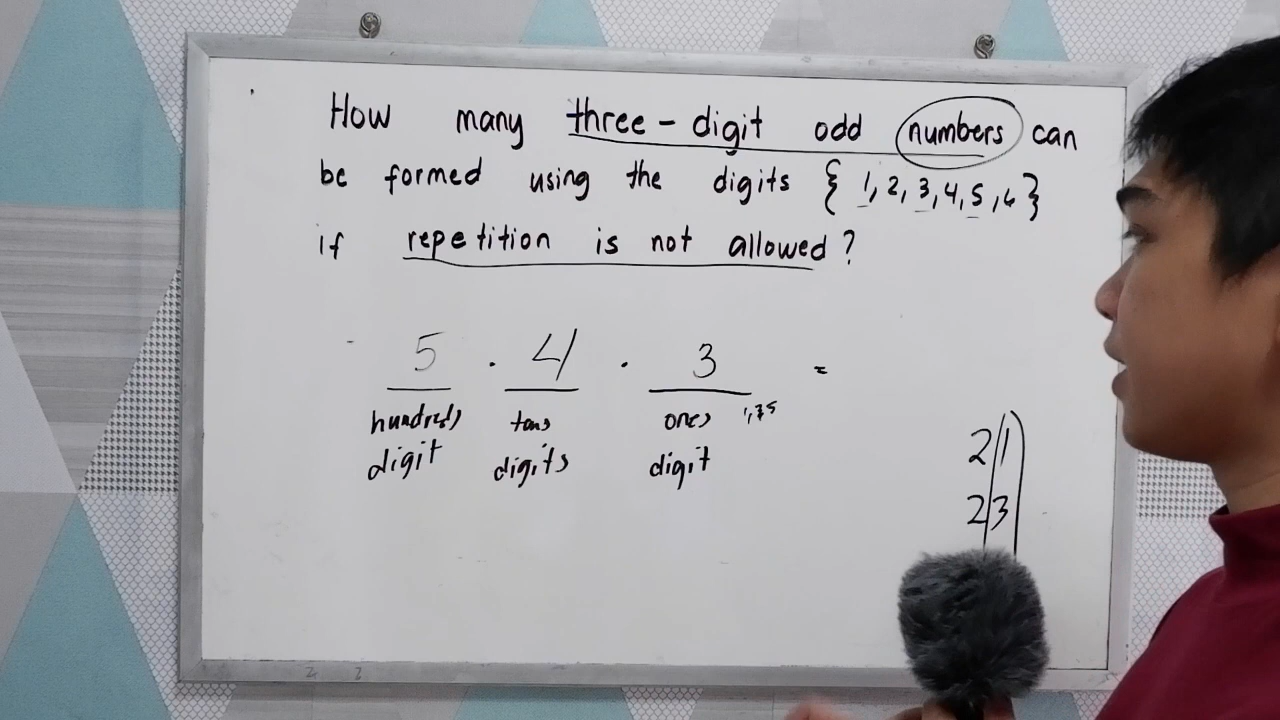 How many three-digit odd numbers can
be formed using the digits { 1, 2, 3, 4, 5, 6 }
if repetition is not allowed?
5 . 4 . 3 =
hundreds tens ones 1,3,5
digit digits digit
21
23